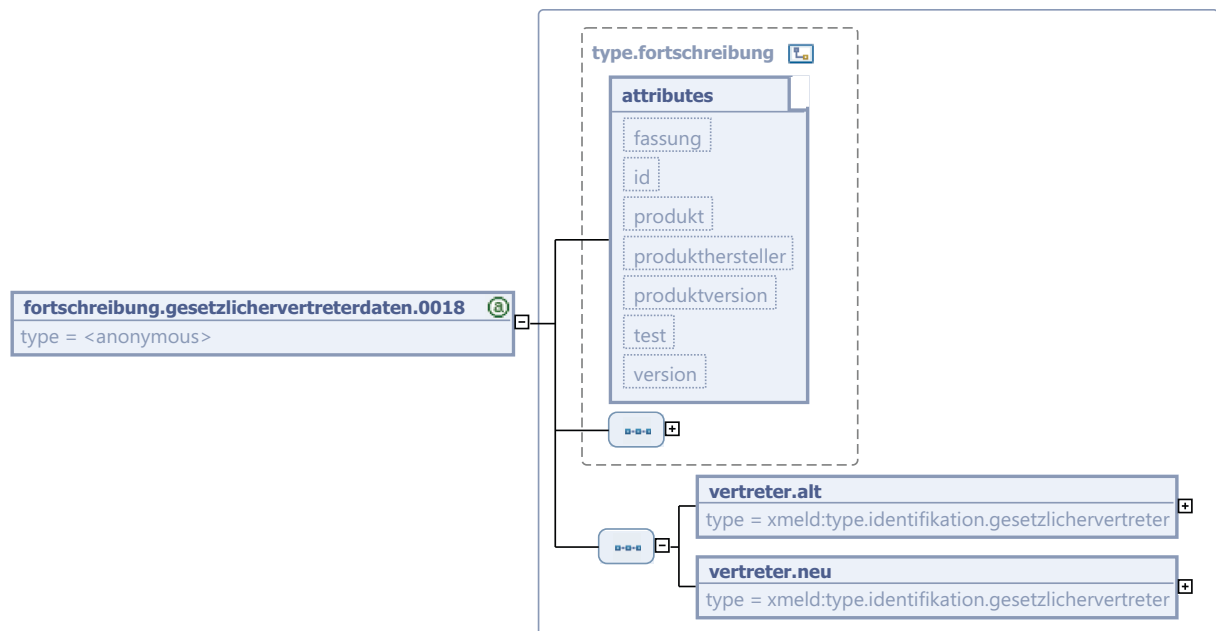 type.fortschreibung
attributes
fassung
id
produkt
produkthersteller
produktversion
test
version
fortschreibung.gesetzlichervertreterdaten.0018 @
type = <anonymous>
vertreter.alt
type = xmeld:type.identifikation.gesetzlichervertreter
vertreter.neu
type = xmeld:type.identifikation.gesetzlichervertreter